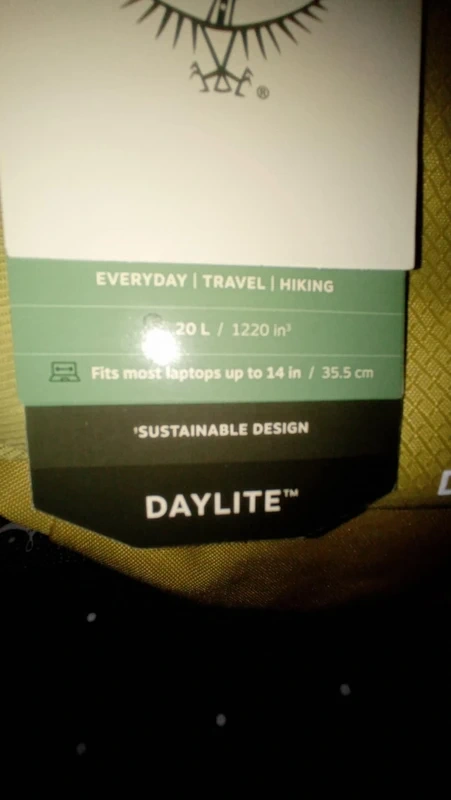 ®
EVERYDAY | TRAVEL | HIKING
20 L / 1220 in³
Fits most laptops up to 14 in / 35.5 cm
SUSTAINABLE DESIGN
DAYLITE™